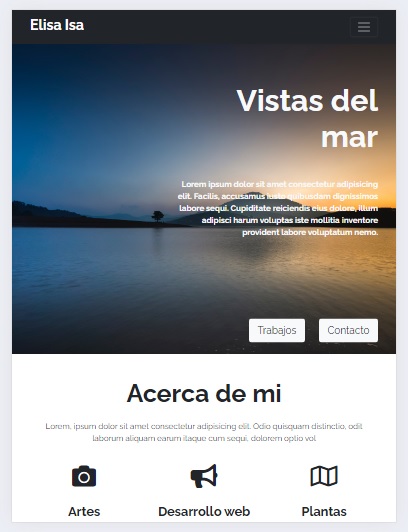 Elisa Isa
Vistas del
mar
Lorem ipsum dolor sit amet consectetur adipisicing
elit. Facilis, accusamus iusto quibusdam dignissimos
labore sequi. Cupiditate reiciendis eius dolore, illum
adipisci harum voluptas iste mollitia inventore
provident labore voluptatum nemo.
Trabajos
Contacto
Acerca de mi
Lorem, ipsum dolor sit amet consectetur adipisicing elit. Odio quisquam distinctio, odit
laborum aliquam earum itaque cum sequi, dolorem optio vol
Artes
Desarrollo web
Plantas